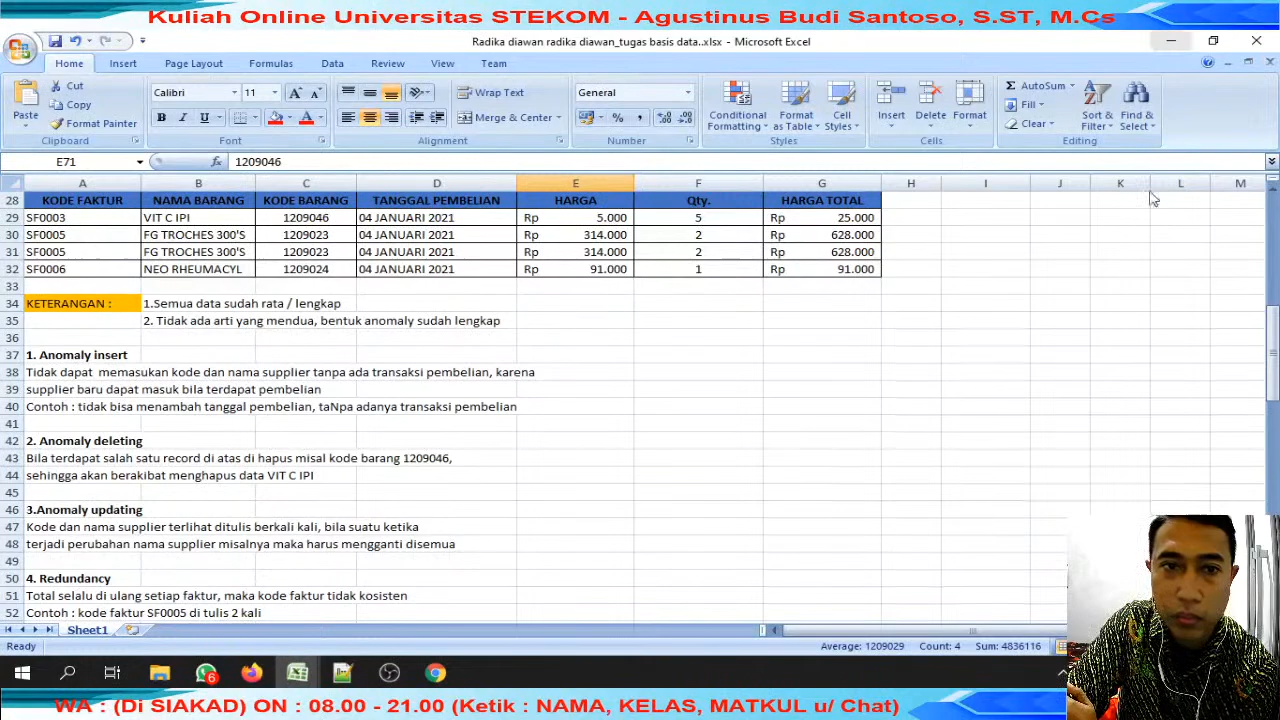 Kuliah Online Universitas STEKOM - Agustinus Budi Santoso, S.ST, M.Cs
Radika diawan radika diawan_tugas basis data..xlsx - Microsoft Excel
Home Insert Page Layout Formulas Data Review View Team
Paste
Cut
Copy
Format Painter
Clipboard
Calibri 11
B I U
Font
Wrap Text
Merge & Center
Alignment
General
% ,
Number
Conditional Formatting
Format as Table
Cell Styles
Styles
Insert Delete Format
Cells
AutoSum
Fill
Clear
Sort & Filter
Find & Select
Editing
E71 fx 1209046
A B C D E F G H I J K L M
28 KODE FAKTUR NAMA BARANG KODE BARANG TANGGAL PEMBELIAN HARGA Qty. HARGA TOTAL
29 SF0003 VIT C IPI 1209046 04 JANUARI 2021 Rp 5.000 5 Rp 25.000
30 SF0005 FG TROCHES 300'S 1209023 04 JANUARI 2021 Rp 314.000 2 Rp 628.000
31 SF0005 FG TROCHES 300'S 1209023 04 JANUARI 2021 Rp 314.000 2 Rp 628.000
32 SF0006 NEO RHEUMACYL 1209024 04 JANUARI 2021 Rp 91.000 1 Rp 91.000
33
34 KETERANGAN : 1.Semua data sudah rata / lengkap
35 2. Tidak ada arti yang mendua, bentuk anomaly sudah lengkap
36
37 1. Anomaly insert
38 Tidak dapat memasukan kode dan nama supplier tanpa ada transaksi pembelian, karena
39 supplier baru dapat masuk bila terdapat pembelian
40 Contoh : tidak bisa menambah tanggal pembelian, taNpa adanya transaksi pembelian
41
42 2. Anomaly deleting
43 Bila terdapat salah satu record di atas di hapus misal kode barang 1209046,
44 sehingga akan berakibat menghapus data VIT C IPI
45
46 3.Anomaly updating
47 Kode dan nama supplier terlihat ditulis berkali kali, bila suatu ketika
48 terjadi perubahan nama supplier misalnya maka harus mengganti disemua
49
50 4. Redundancy
51 Total selalu di ulang setiap faktur, maka kode faktur tidak kosisten
52 Contoh : kode faktur SF0005 di tulis 2 kali
Sheet1
Ready Average: 1209029 Count: 4 Sum: 4836116
6
WA : (Di SIAKAD) ON : 08.00 - 21.00 (Ketik : NAMA, KELAS, MATKUL u/ Chat)